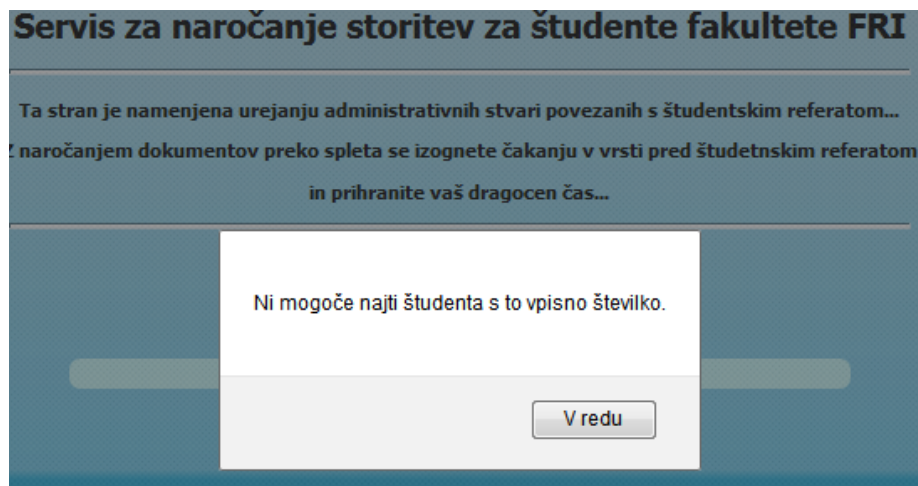 Servis za naročanje storitev za študente fakultete FRI
Ta stran je namenjena urejanju administrativnih stvari povezanih s študentskim referatom...
Z naročanjem dokumentov preko spleta se izognete čakanju v vrsti pred študetnskim referatom
in prihranite vaš dragocen čas...
Ni mogoče najti študenta s to vpisno številko.
V redu